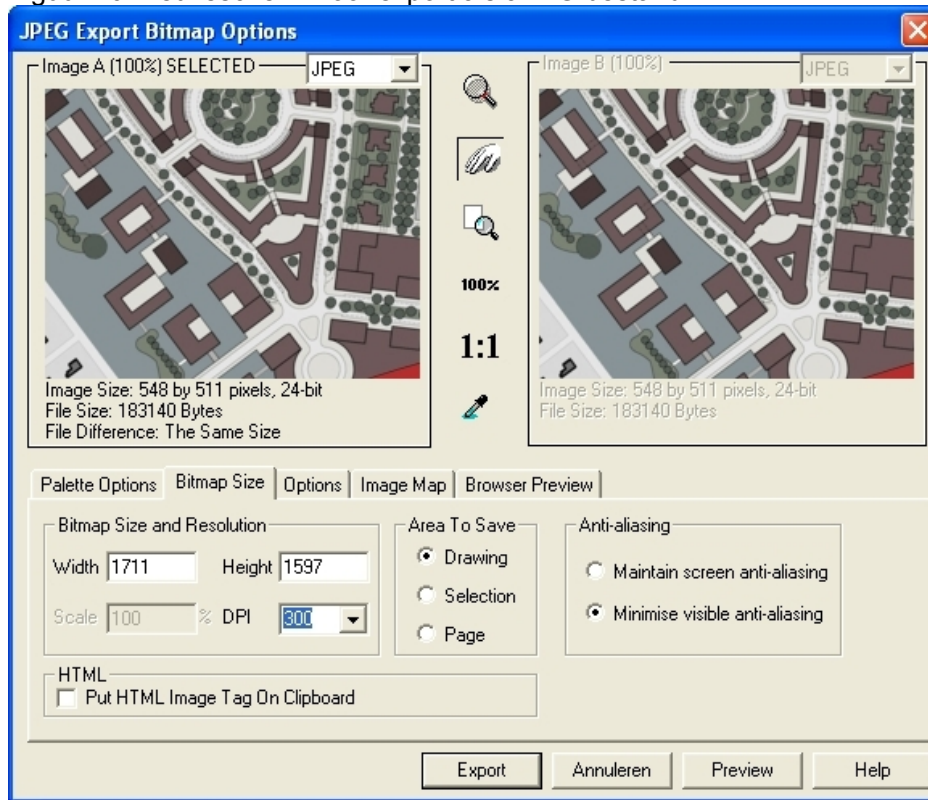 JPEG Export Bitmap Options
Image A (100%) SELECTED
JPEG
Image B (100%)
JPEG
100%
1:1
Image Size: 548 by 511 pixels, 24-bit
File Size: 183140 Bytes
File Difference: The Same Size
Image Size: 548 by 511 pixels, 24-bit
File Size: 183140 Bytes
Palette Options Bitmap Size Options Image Map Browser Preview
Bitmap Size and Resolution
Width 1711 Height 1597
Scale 100 % DPI 300
Area To Save
Drawing
Selection
Page
Anti-aliasing
Maintain screen anti-aliasing
Minimise visible anti-aliasing
HTML
Put HTML Image Tag On Clipboard
Export Annuleren Preview Help